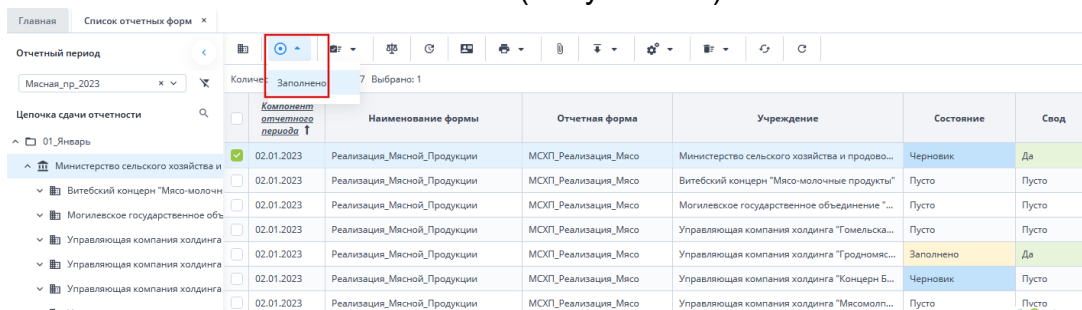 Главная Список отчетных форм ×
Отчетный период
Мясная_пр_2023
Цепочка сдачи отчетности
01_Январь
Министерство сельского хозяйства и
Витебский концерн "Мясо-молочн
Могилевское государственное объ
Управляющая компания холдинга
Управляющая компания холдинга
Управляющая компания холдинга
Заполнено
7 Выбрано: 1
Компонент отчетного периода Наименование формы Отчетная форма Учреждение Состояние Свод
02.01.2023 Реализация_Мясной_Продукции МСХП_Реализация_Мясо Министерство сельского хозяйства и продово... Черновик Да
02.01.2023 Реализация_Мясной_Продукции МСХП_Реализация_Мясо Витебский концерн "Мясо-молочные продукты" Пусто Пусто
02.01.2023 Реализация_Мясной_Продукции МСХП_Реализация_Мясо Могилевское государственное объединение "... Пусто Пусто
02.01.2023 Реализация_Мясной_Продукции МСХП_Реализация_Мясо Управляющая компания холдинга "Гомельска... Пусто Пусто
02.01.2023 Реализация_Мясной_Продукции МСХП_Реализация_Мясо Управляющая компания холдинга "Гродномяс... Заполнено Да
02.01.2023 Реализация_Мясной_Продукции МСХП_Реализация_Мясо Управляющая компания холдинга "Концерн Б... Черновик Пусто
02.01.2023 Реализация_Мясной_Продукции МСХП_Реализация_Мясо Управляющая компания холдинга "Мясомолп... Пусто Пусто